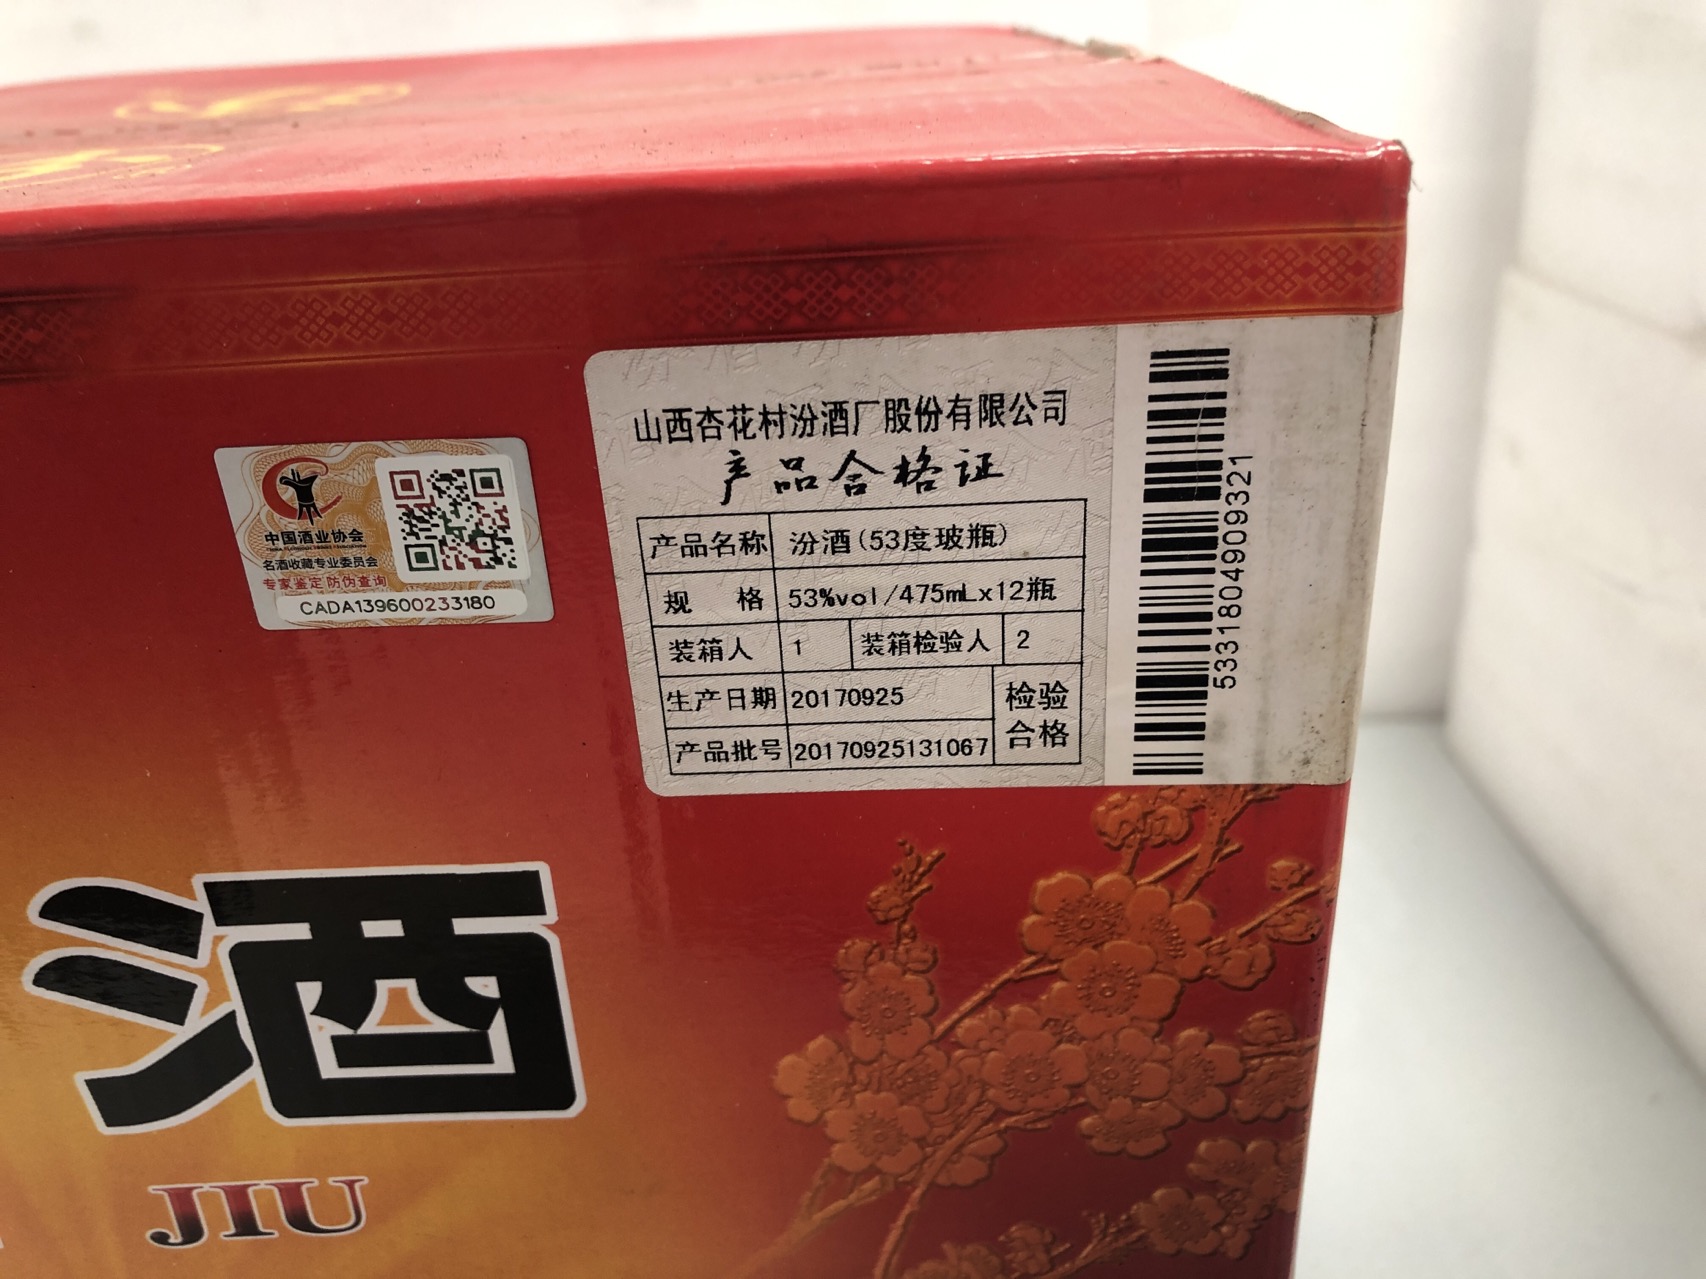 山西杏花村汾酒厂股份有限公司
产品合格证
产品名称 汾酒(53度玻瓶)
规 格 53%vol/475mLx12瓶
装箱人 1 装箱检验人 2
生产日期 20170925
检验合格
产品批号 20170925131067
5331804909321
中国酒业协会
名酒收藏专业委员会
专家鉴定 防伪查询
CADA139600233180
酒
JIU